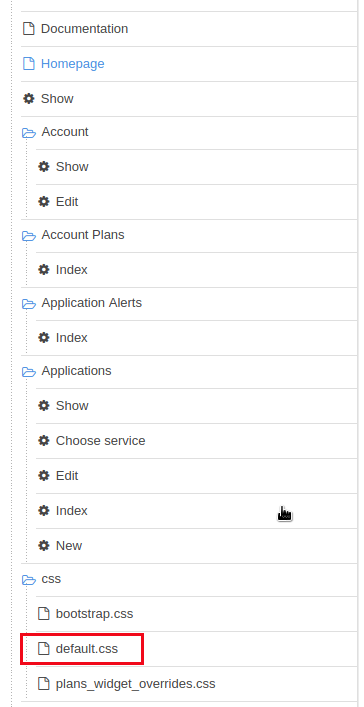 Documentation
Homepage
Show
Account
Show
Edit
Account Plans
Index
Application Alerts
Index
Applications
Show
Choose service
Edit
Index
New
css
bootstrap.css
default.css
plans_widget_overrides.css